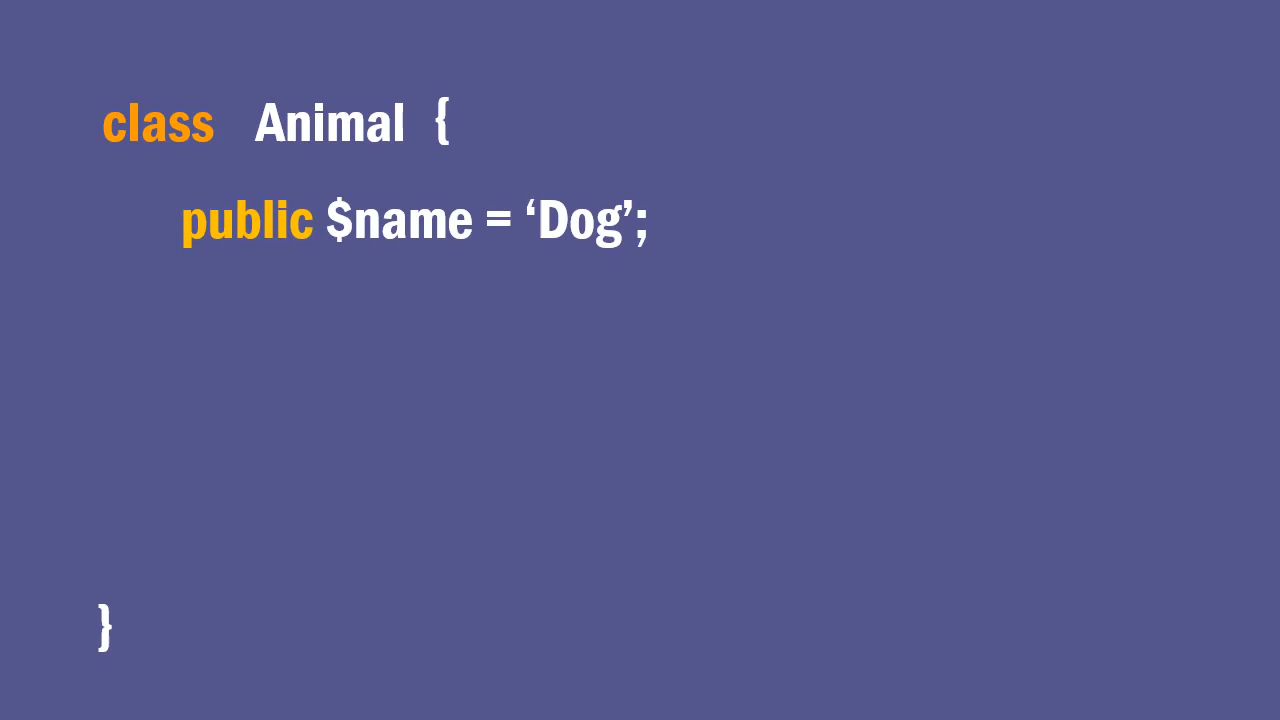 class Animal {
public $name = ‘Dog’;
}